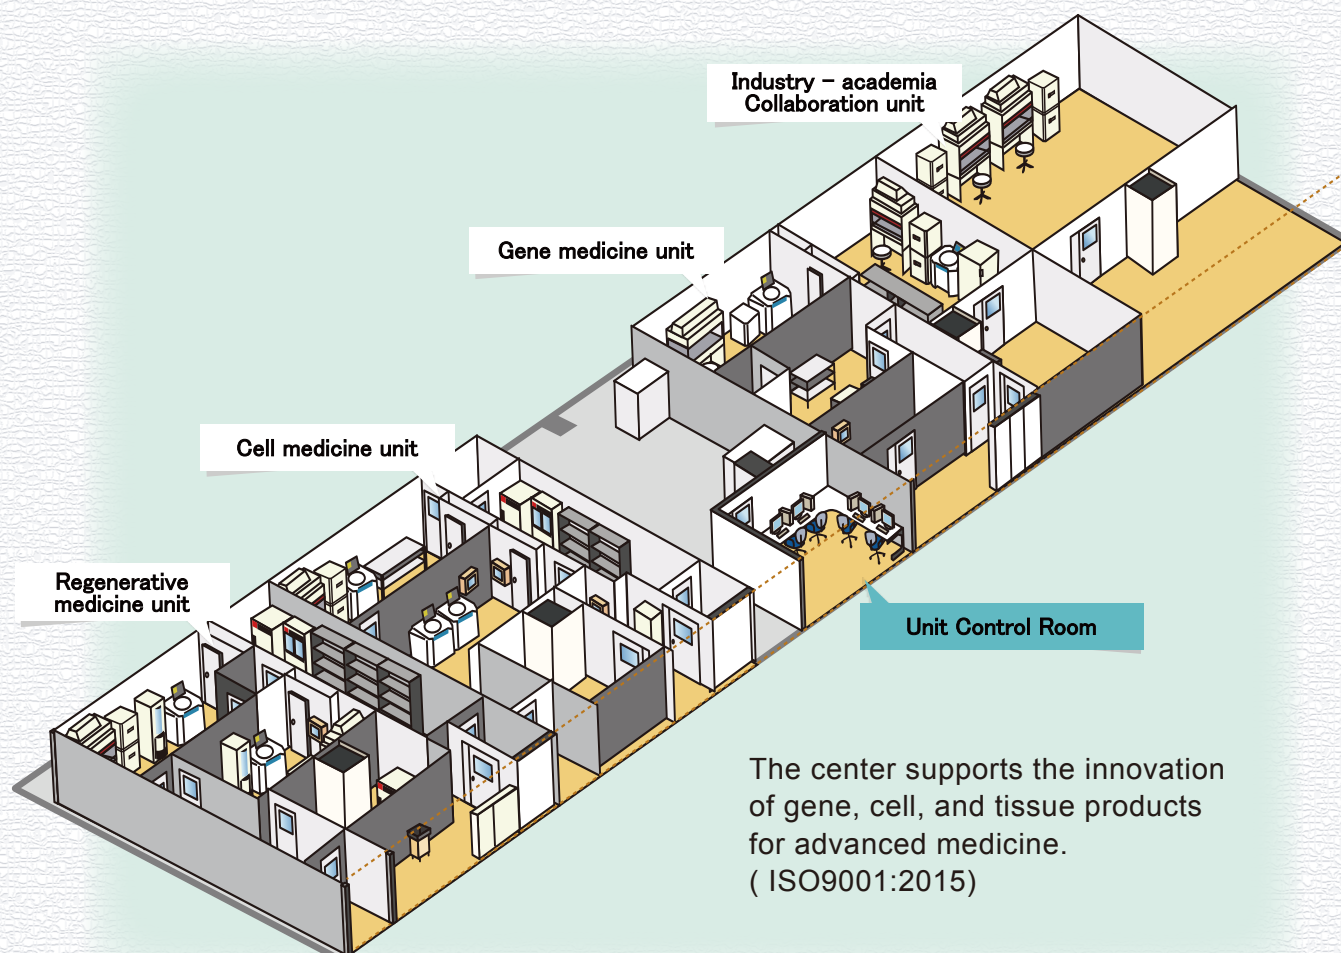 Industry – academia
Collaboration unit
Gene medicine unit
Cell medicine unit
Regenerative
medicine unit
Unit Control Room
The center supports the innovation
of gene, cell, and tissue products
for advanced medicine.
( ISO9001:2015)